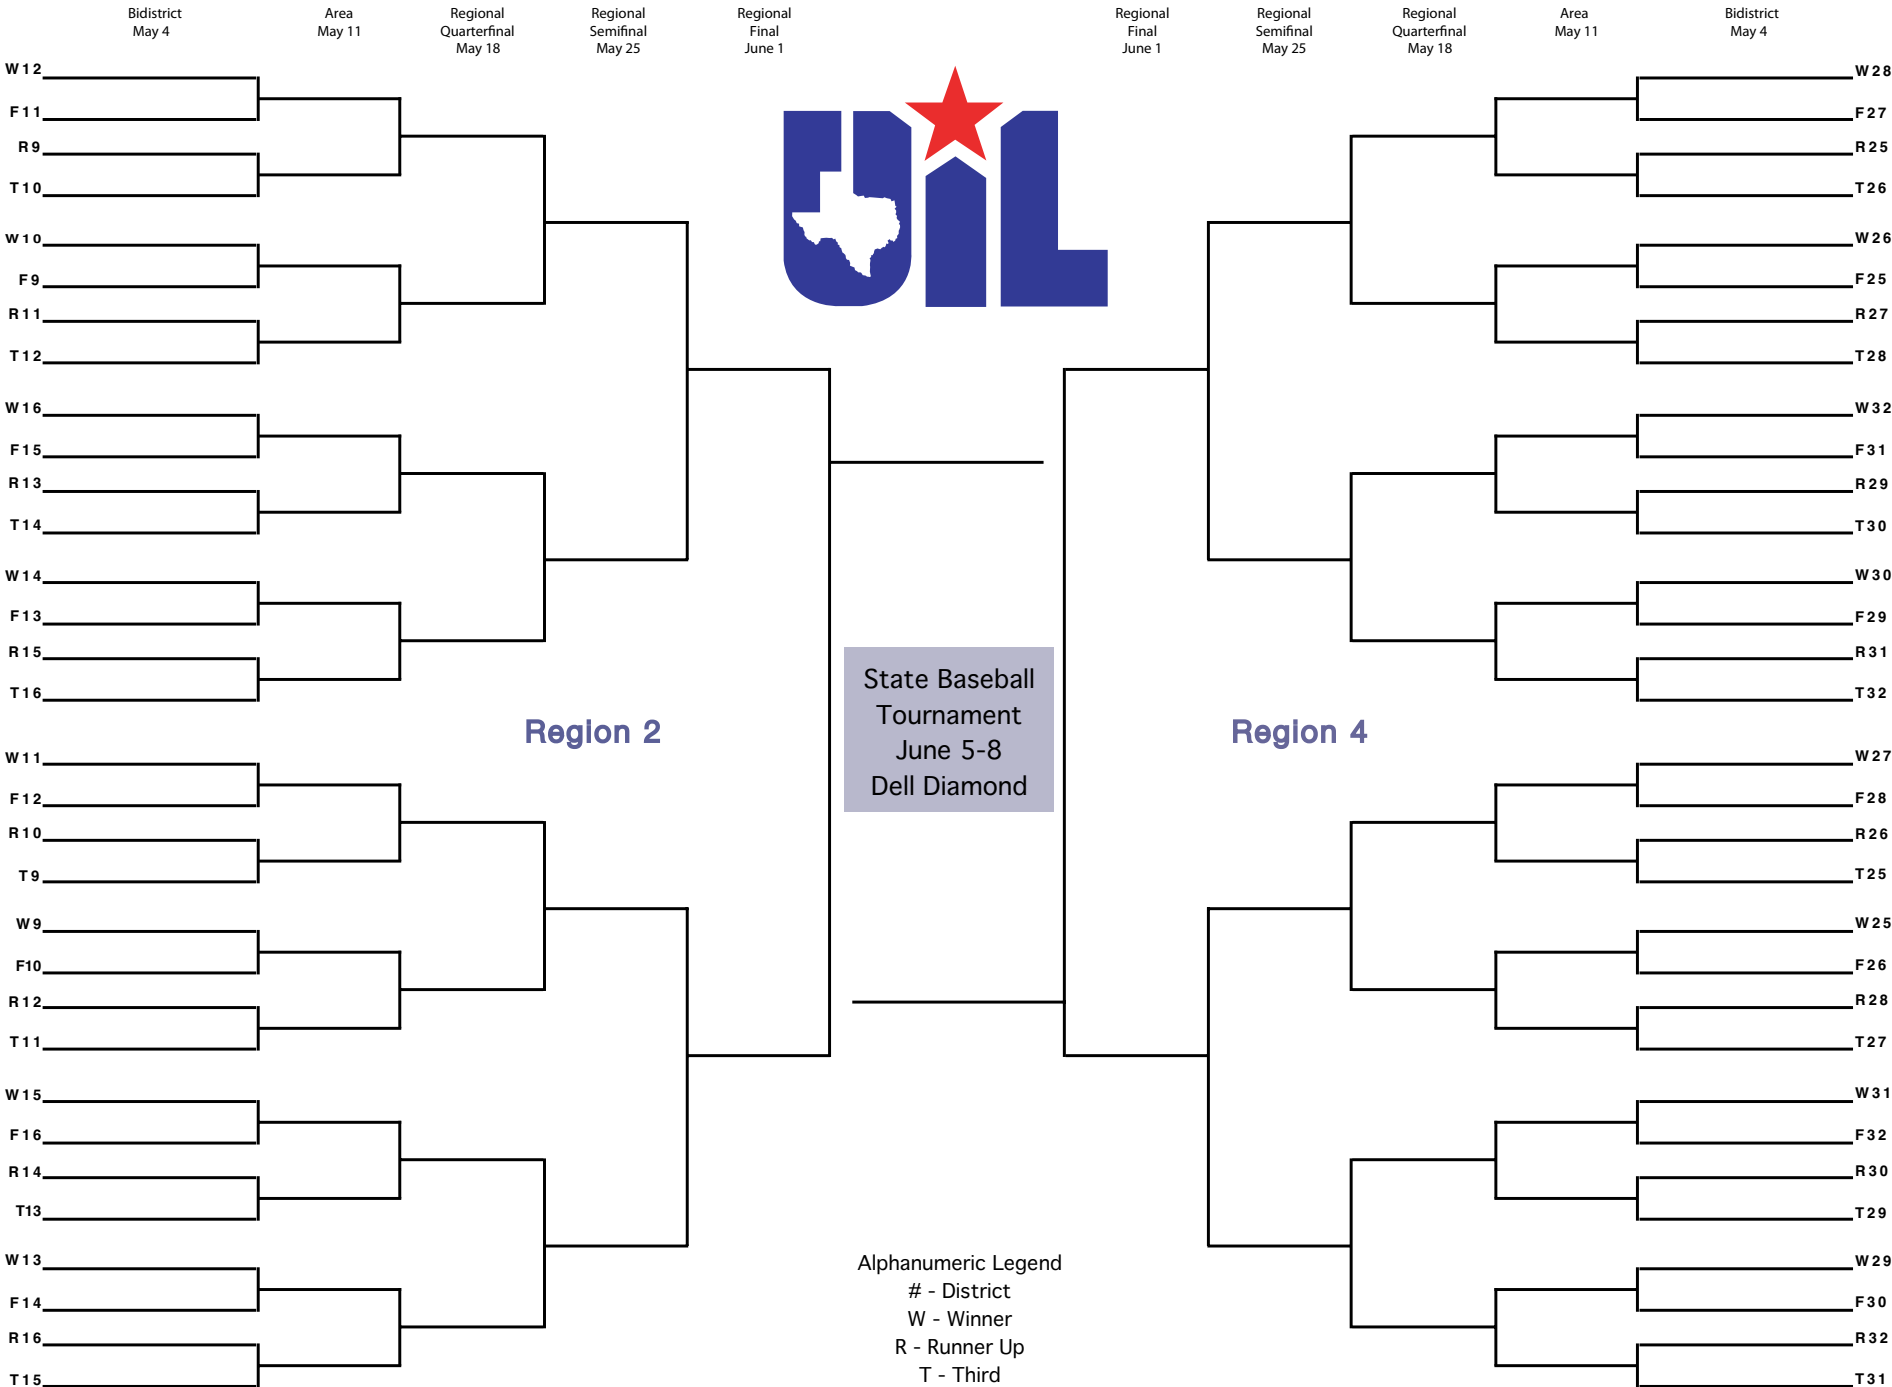 Bidistrict
May 4
Area
May 11
Regional
Quarterfinal
May 18
Regional
Semifinal
May 25
Regional
Final
June 1
Regional
Final
June 1
Regional
Semifinal
May 25
Regional
Quarterfinal
May 18
Area
May 11
Bidistrict
May 4
W12
F11
R9
T10
W10
F9
R11
T12
W16
F15
R13
T14
W14
F13
R15
T16
Region 2
W11
F12
R10
T9
W9
F10
R12
T11
W15
F16
R14
T13
W13
F14
R16
T15
UIL
State Baseball
Tournament
June 5-8
Dell Diamond
Alphanumeric Legend
# - District
W - Winner
R - Runner Up
T - Third
W28
F27
R25
T26
W26
F25
R27
T28
W32
F31
R29
T30
W30
F29
R31
T32
Region 4
W27
F28
R26
T25
W25
F26
R28
T27
W31
F32
R30
T29
W29
F30
R32
T31